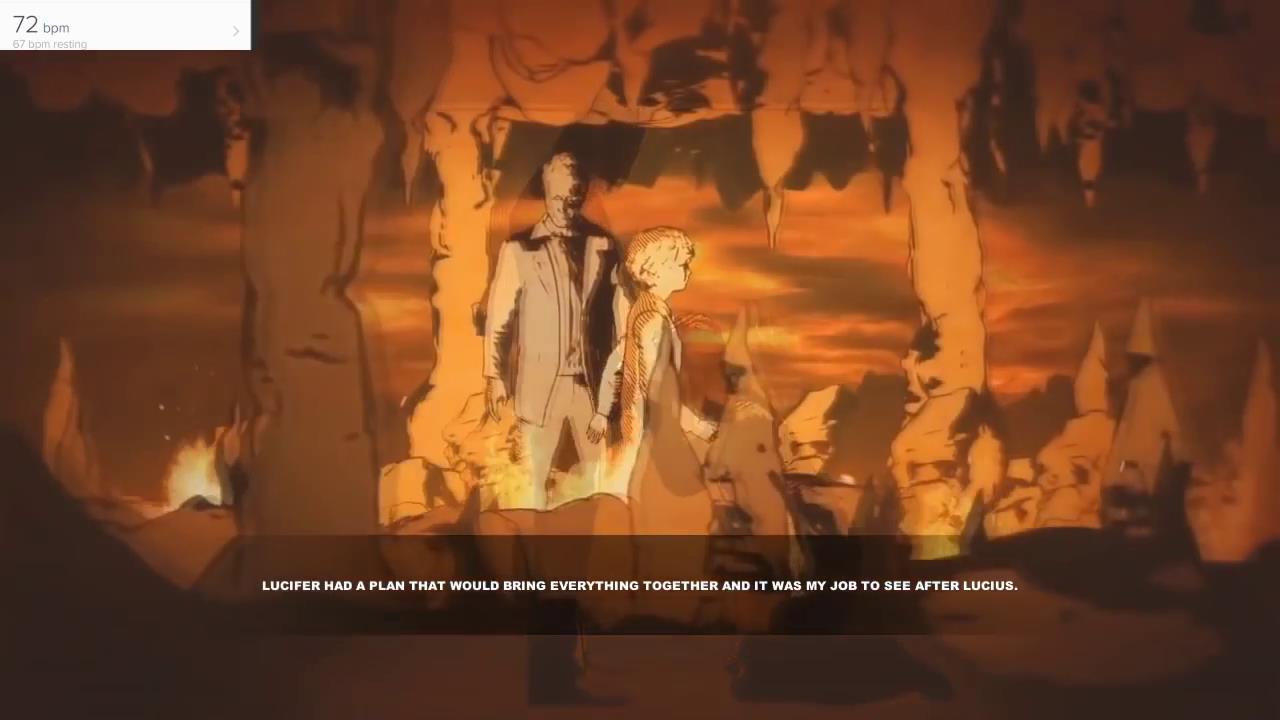 72 bpm
67 bpm resting
LUCIFER HAD A PLAN THAT WOULD BRING EVERYTHING TOGETHER AND IT WAS MY JOB TO SEE AFTER LUCIUS.